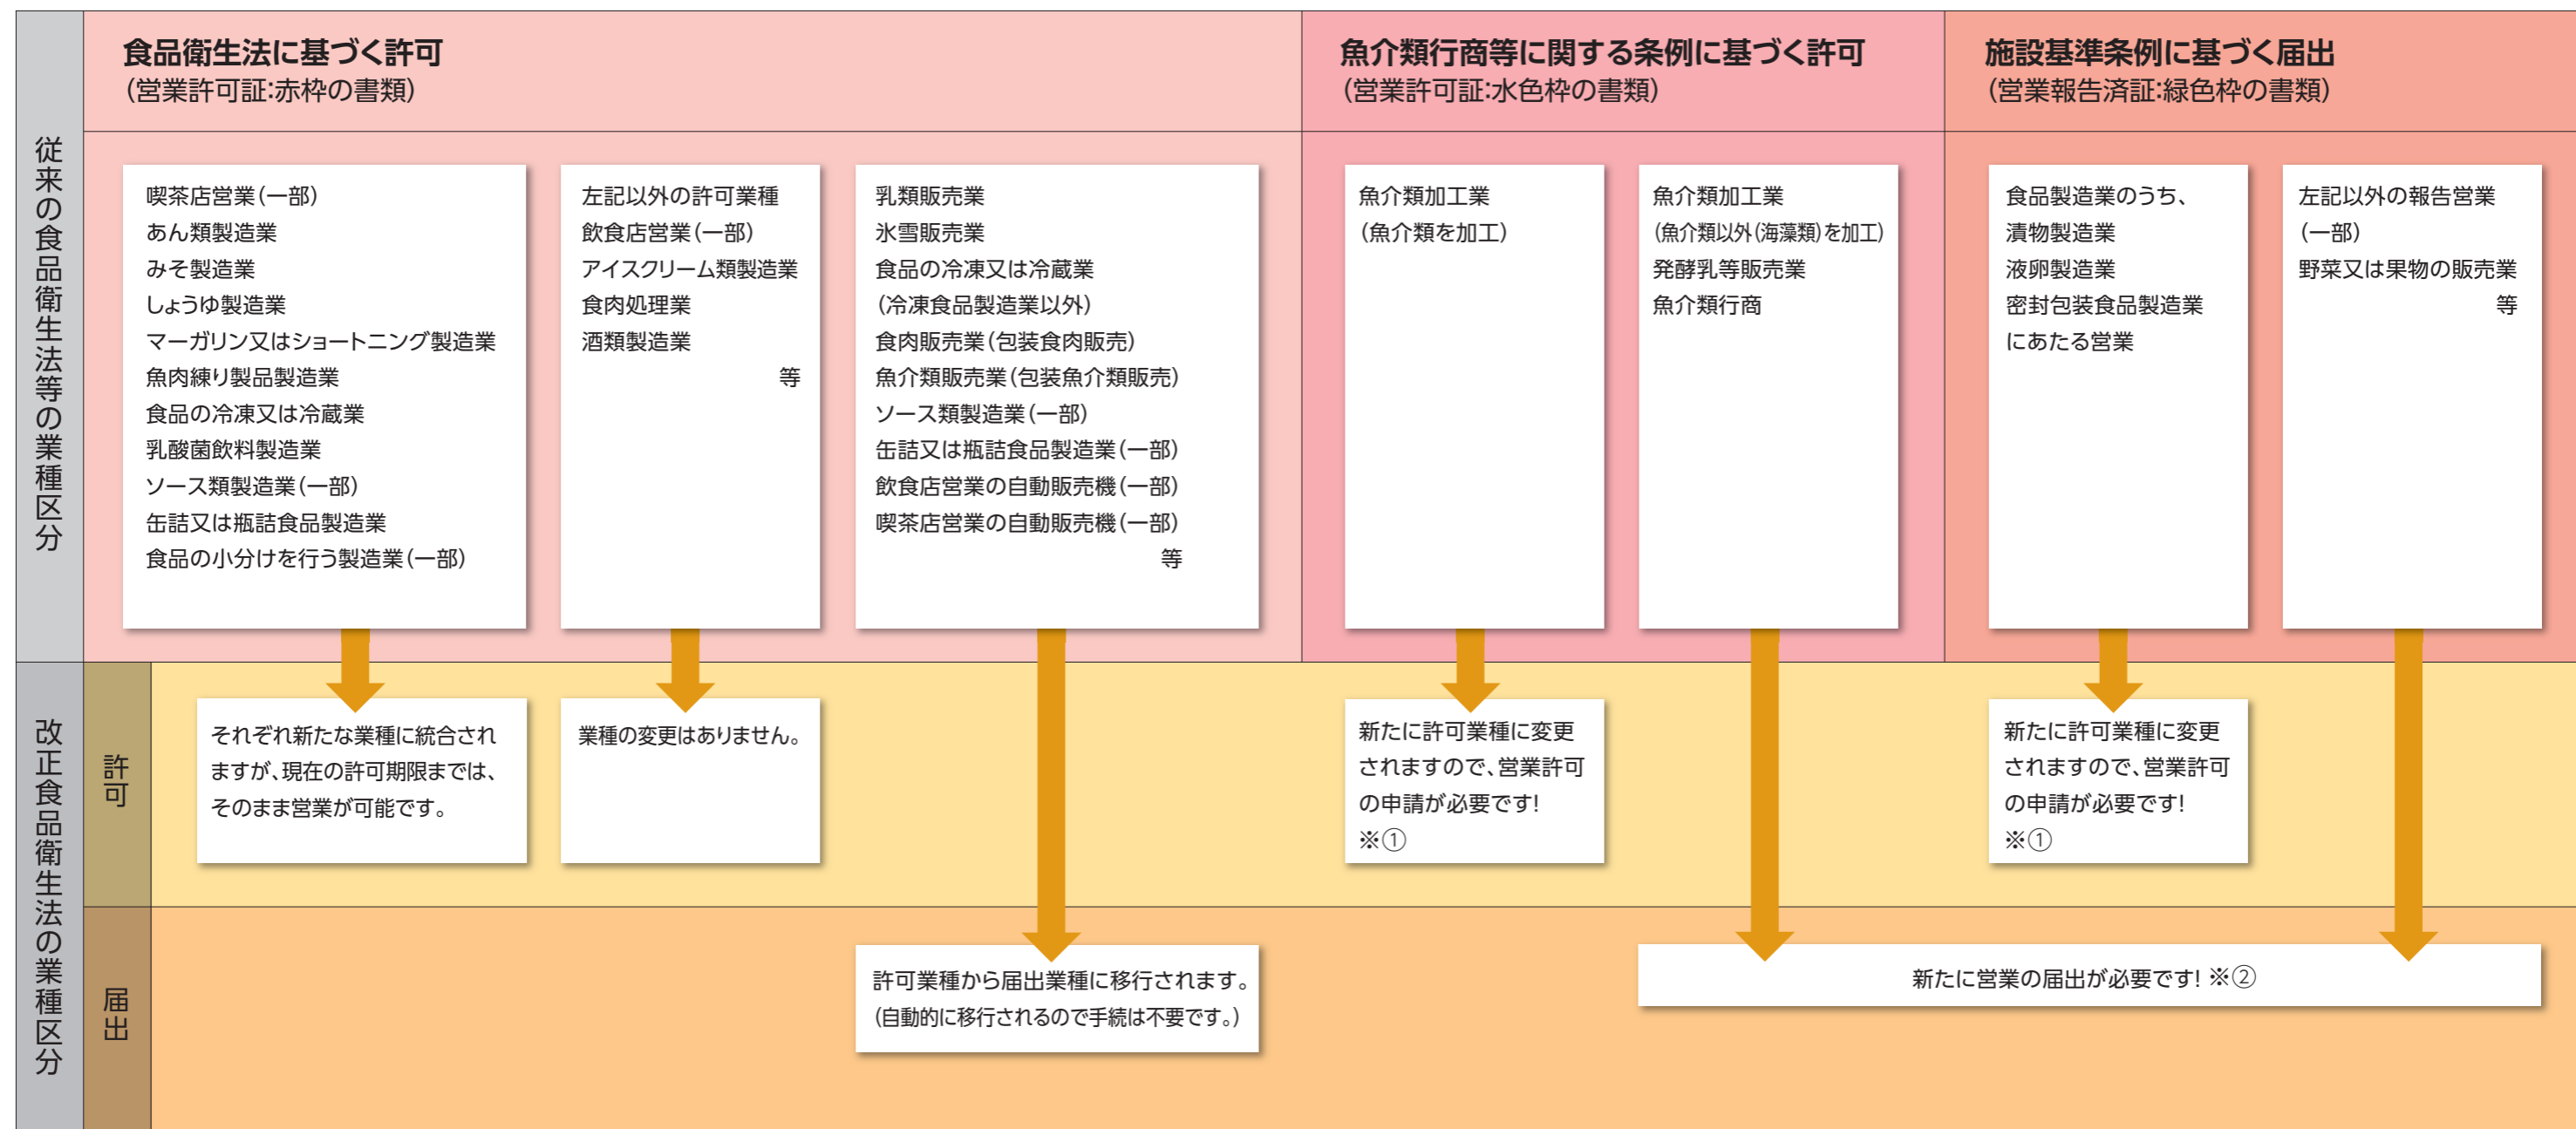 従来の食品衛生法等の業種区分
食品衛生法に基づく許可
(営業許可証:赤枠の書類)
喫茶店営業(一部)
あん類製造業
みそ製造業
しょうゆ製造業
マーガリン又はショートニング製造業
魚肉練り製品製造業
食品の冷凍又は冷蔵業
乳酸菌飲料製造業
ソース類製造業(一部)
缶詰又は瓶詰食品製造業
食品の小分けを行う製造業(一部)
左記以外の許可業種
飲食店営業(一部)
アイスクリーム類製造業
食肉処理業
酒類製造業
等
乳類販売業
氷雪販売業
食品の冷凍又は冷蔵業
(冷凍食品製造業以外)
食肉販売業(包装食肉販売)
魚介類販売業(包装魚介類販売)
ソース類製造業(一部)
缶詰又は瓶詰食品製造業(一部)
飲食店営業の自動販売機(一部)
喫茶店営業の自動販売機(一部)
等
魚介類行商等に関する条例に基づく許可
(営業許可証:水色枠の書類)
魚介類加工業
(魚介類を加工)
魚介類加工業
(魚介類以外(海藻類)を加工)
発酵乳等販売業
魚介類行商
施設基準条例に基づく届出
(営業報告済証:緑色枠の書類)
食品製造業のうち、
漬物製造業
液卵製造業
密封包装食品製造業
にあたる営業
左記以外の報告営業
(一部)
野菜又は果物の販売業
等
改正食品衛生法の業種区分
許可
それぞれ新たな業種に統合され
ますが、現在の許可期限までは、
そのまま営業が可能です。
業種の変更はありません。
新たに許可業種に変更
されますので、営業許可
の申請が必要です!
※①
新たに許可業種に変更
されますので、営業許可
の申請が必要です!
※①
届出
許可業種から届出業種に移行されます。
(自動的に移行されるので手続は不要です。)
新たに営業の届出が必要です! ※②